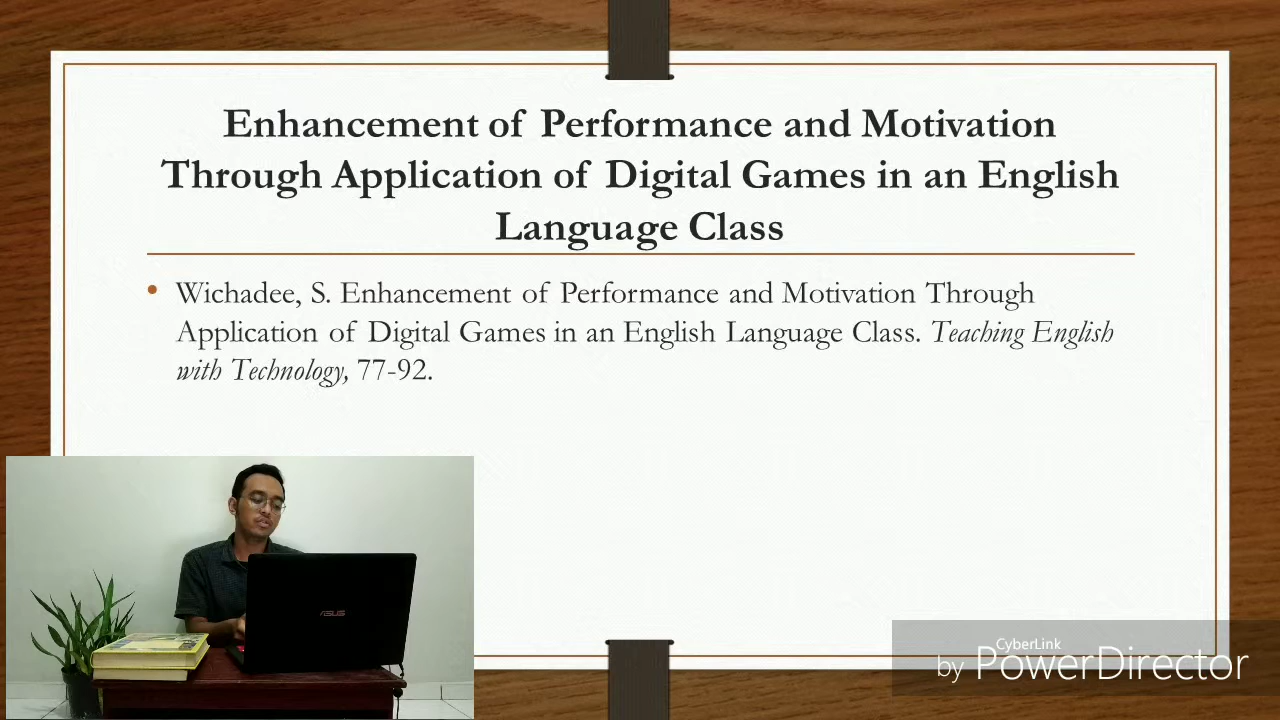 Enhancement of Performance and Motivation
Through Application of Digital Games in an English
Language Class
• Wichadee, S. Enhancement of Performance and Motivation Through
Application of Digital Games in an English Language Class. Teaching English
with Technology, 77-92.
ASUS
CyberLink
by PowerDirector